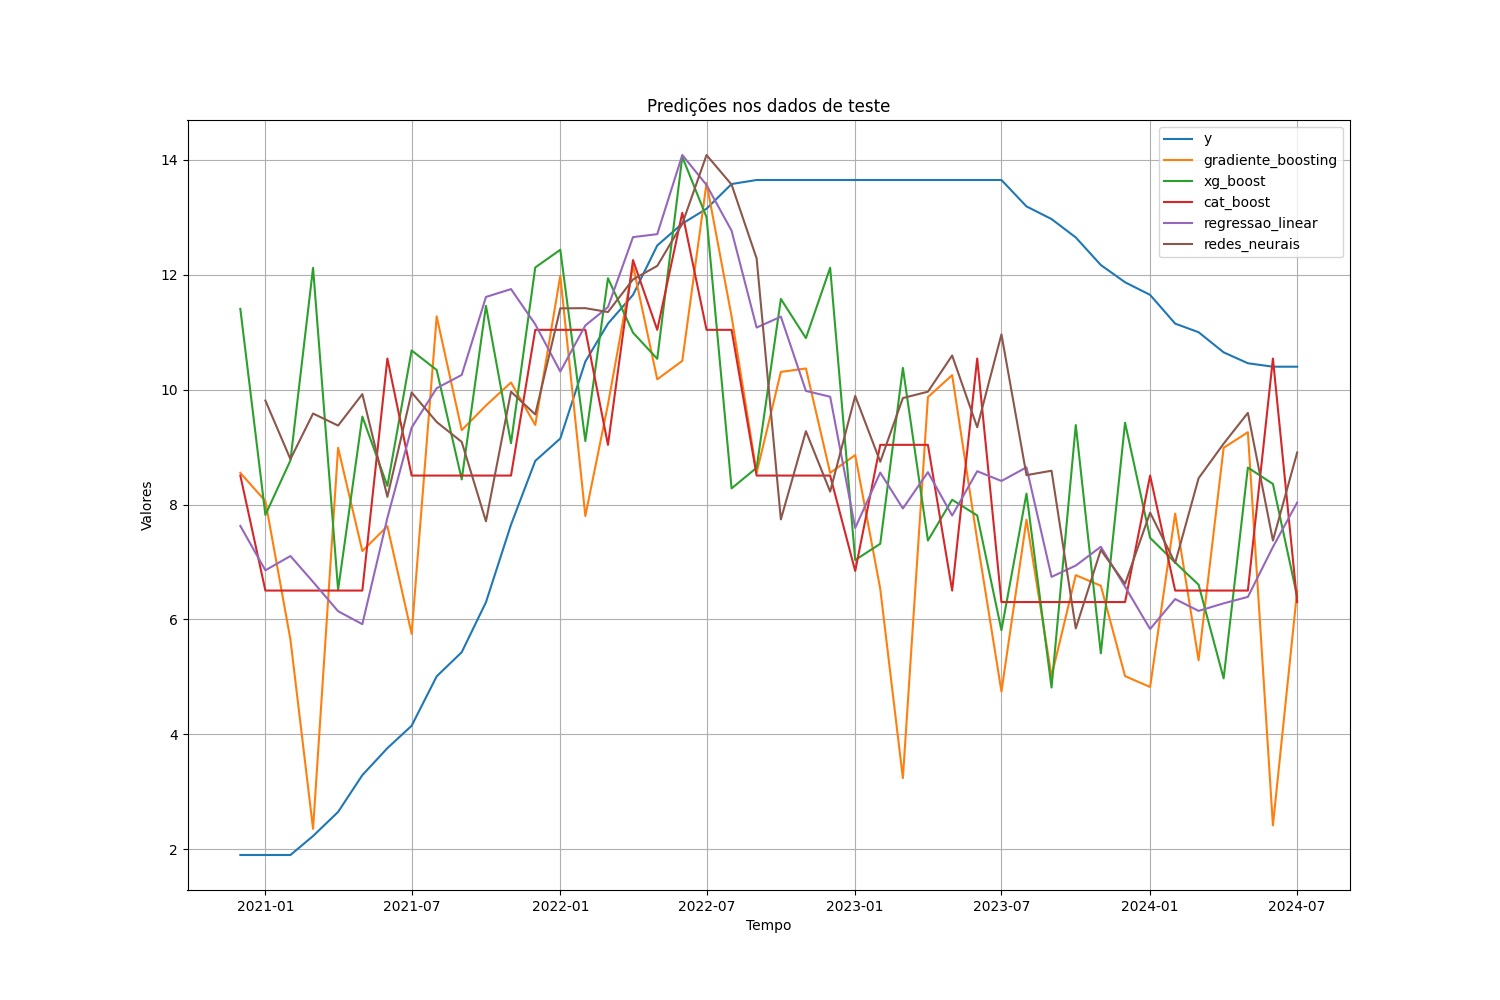 Predições nos dados de teste
y
gradiente_boosting
xg_boost
cat_boost
regressao_linear
redes_neurais
Valores
14
12
10
8
6
4
2
2021-01 2021-07 2022-01 2022-07 2023-01 2023-07 2024-01 2024-07
Tempo